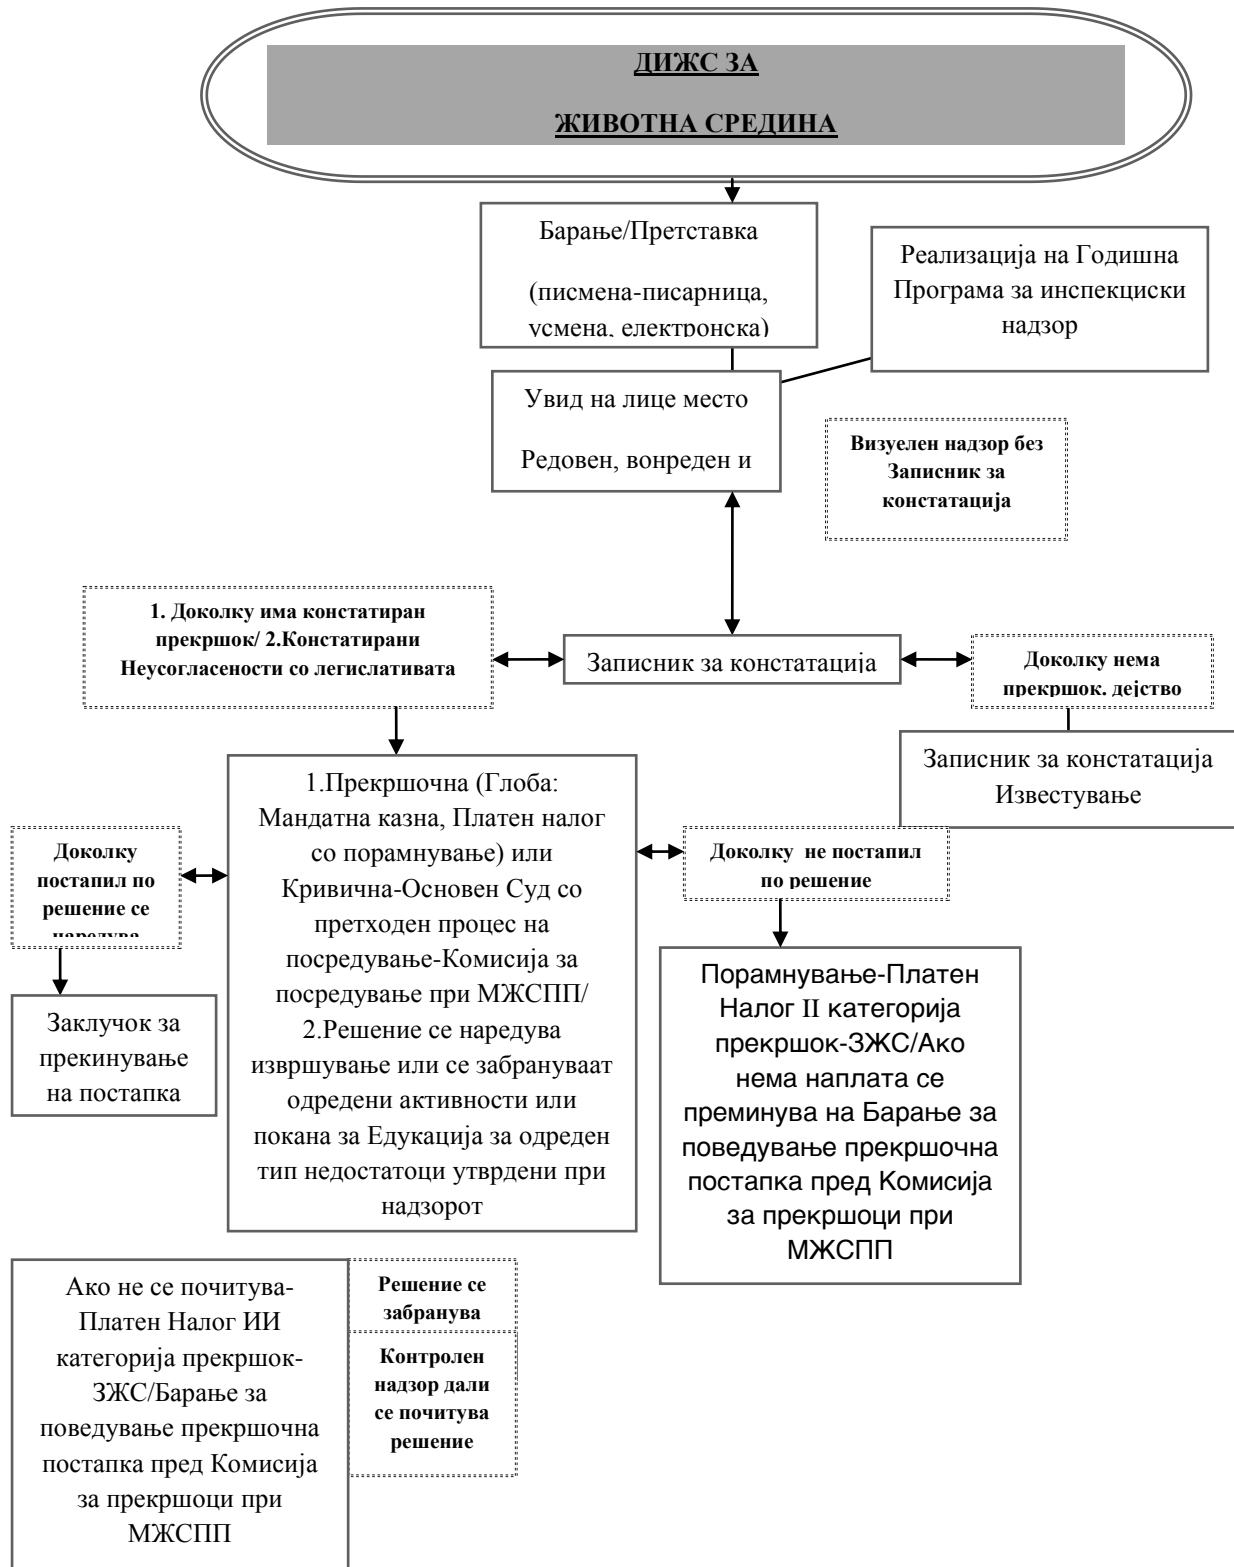 ДИЖС ЗА
ЖИВОТНА СРЕДИНА
Барање/Претставка
(писмена-писарница,
усмена, електронска)
Реализација на Годишна
Програма за инспекциски
надзор
Увид на лице место
Редовен, вонреден и
Визуелен надзор без
Записник за
констатација
1. Доколку има констатиран
прекршок/ 2.Констатирани
Неусогласености со легислативата
Записник за констатација
Доколку нема
прекршок. дејство
Записник за констатација
Известување
1.Прекршочна (Глоба:
Мандатна казна, Платен налог
со порамнување) или
Кривична-Основен Суд со
претходен процес на
посредување-Комисија за
посредување при МЖСПП/
2.Решение се наредува
извршување или се забрануваат
одредени активности или
покана за Едукација за одреден
тип недостатоци утврдени при
надзорот
Доколку
постапил по
решение се
наредува
Доколку  не постапил
по решение
Заклучок за
прекинување
на постапка
Порамнување-Платен
Налог II категорија
прекршок-ЗЖС/Ако
нема наплата се
преминува на Барање за
поведување прекршочна
постапка пред Комисија
за прекршоци при
МЖСПП
Ако не се почитува-
Платен Налог ИИ
категорија прекршок-
ЗЖС/Барање за
поведување прекршочна
постапка пред Комисија
за прекршоци при
МЖСПП
Решение се
забранува
Контролен
надзор дали
се почитува
решение